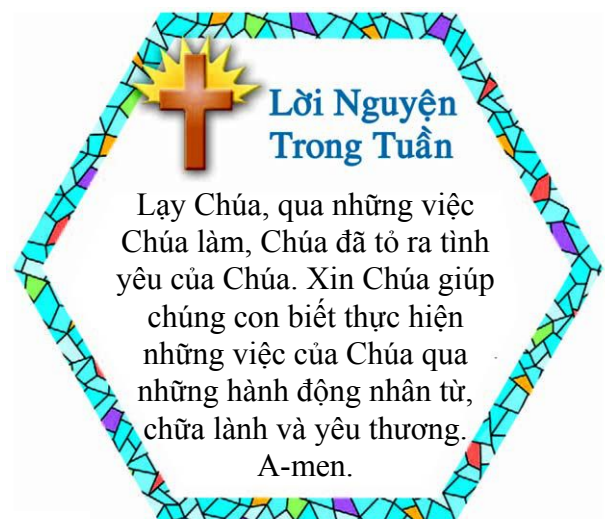 Lời Nguyện
Trong Tuần
Lạy Chúa, qua những việc
Chúa làm, Chúa đã tỏ ra tình
yêu của Chúa. Xin Chúa giúp
chúng con biết thực hiện
những việc của Chúa qua
những hành động nhân từ,
chữa lành và yêu thương.
A-men.